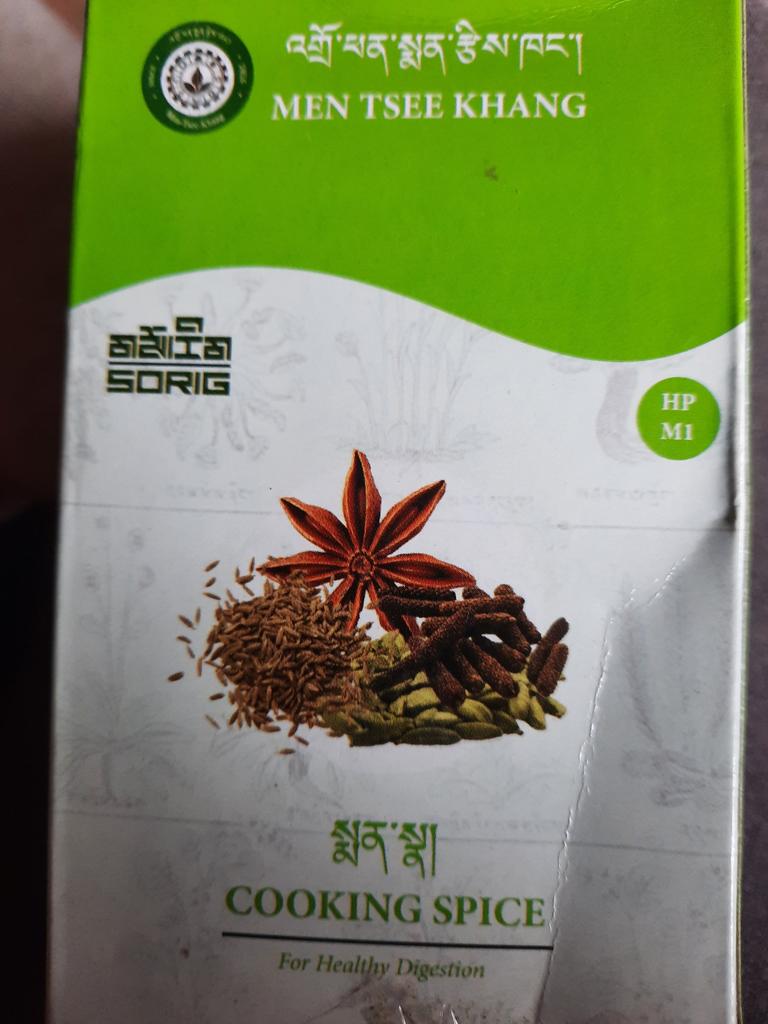 འགྲོ་ཕན་སྨན་རྩིས་ཁང་།
MEN TSEE KHANG
SORIG
HP
M1
སྨན་སྣ།
COOKING SPICE
For Healthy Digestion